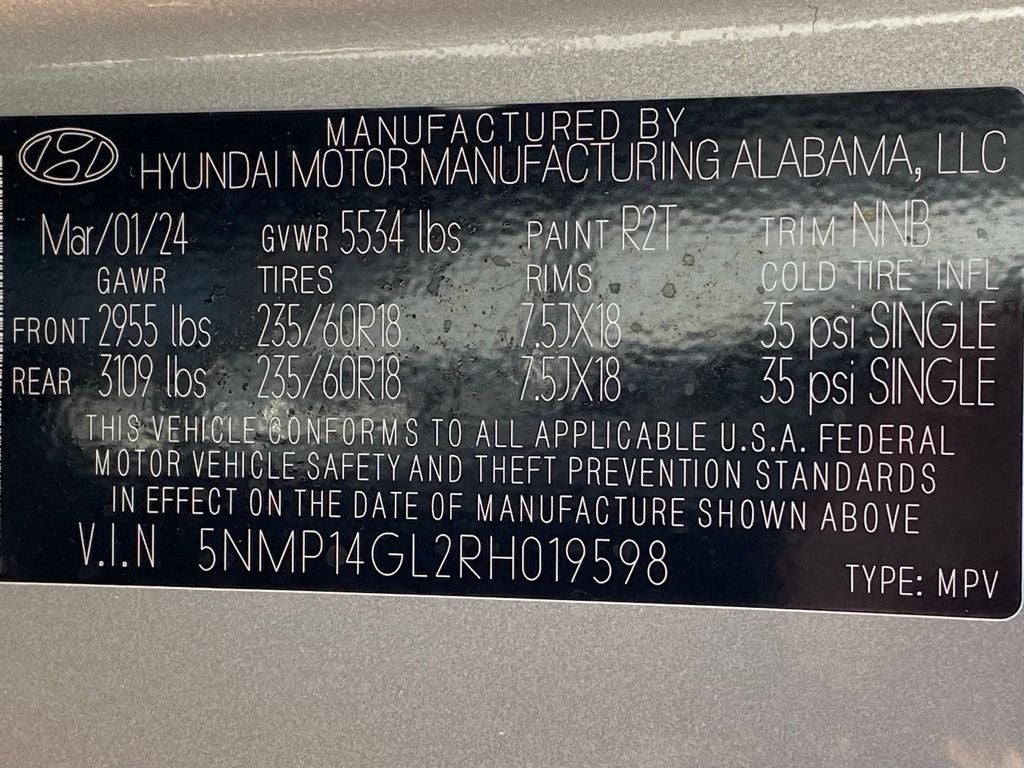 MANUFACTURED BY
HYUNDAI MOTOR MANUFACTURING ALABAMA, LLC
Mar/01/24 GVWR 5534 lbs PAINT R2T TRIM NNB
GAWR TIRES RIMS COLD TIRE INFL
FRONT 2955 lbs 235/60R18 7.5JX18 35 psi SINGLE
REAR 3109 lbs 235/60R18 7.5JX18 35 psi SINGLE
THIS VEHICLE CONFORMS TO ALL APPLICABLE U.S.A. FEDERAL
MOTOR VEHICLE SAFETY AND THEFT PREVENTION STANDARDS
IN EFFECT ON THE DATE OF MANUFACTURE SHOWN ABOVE
V.I.N 5NMP14GL2RH019598
TYPE: MPV